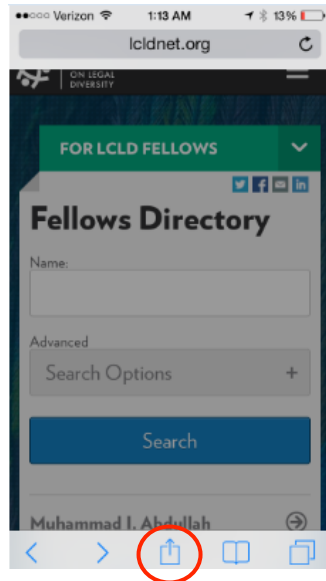 Verizon 1:13 AM 13%
lcldnet.org
ON LEGAL
DIVERSITY
FOR LCLD FELLOWS
Fellows Directory
Name:
Advanced
Search Options +
Search
Muhammad I. Abdullah